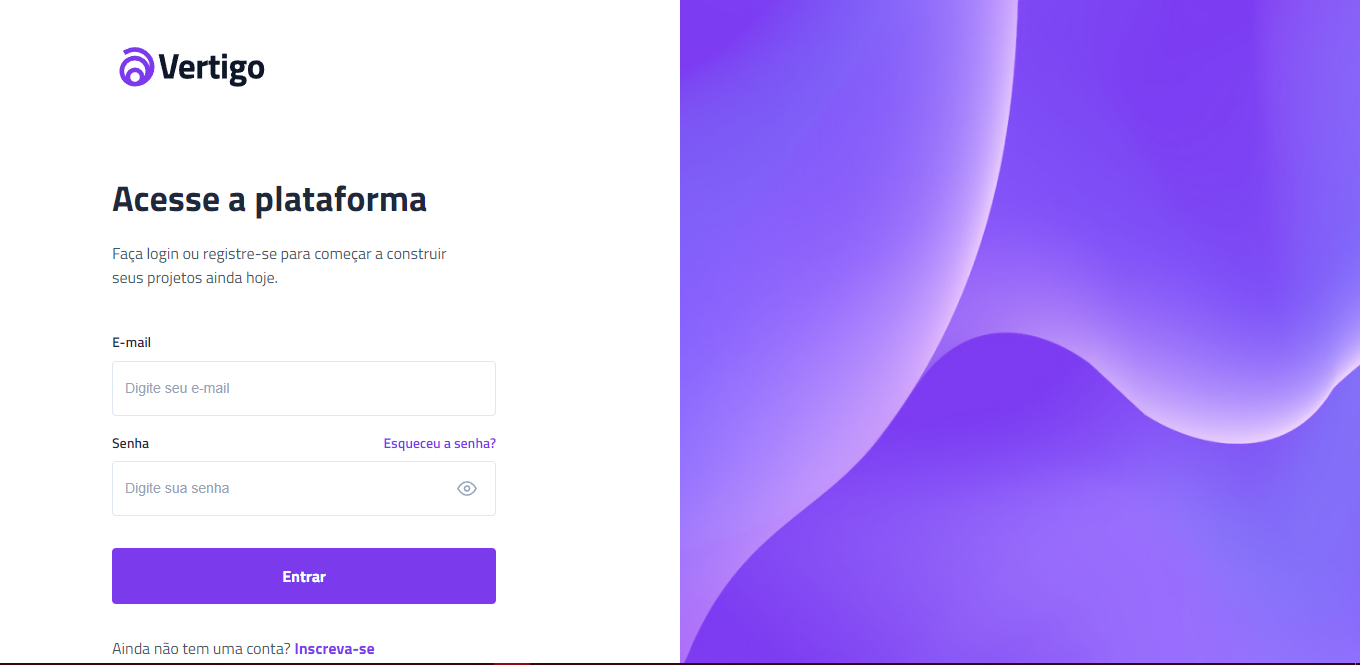 Vertigo
Acesse a plataforma
Faça login ou registre-se para começar a construir
seus projetos ainda hoje.
E-mail
Digite seu e-mail
Senha Esqueceu a senha?
Digite sua senha
Entrar
Ainda não tem uma conta? Inscreva-se